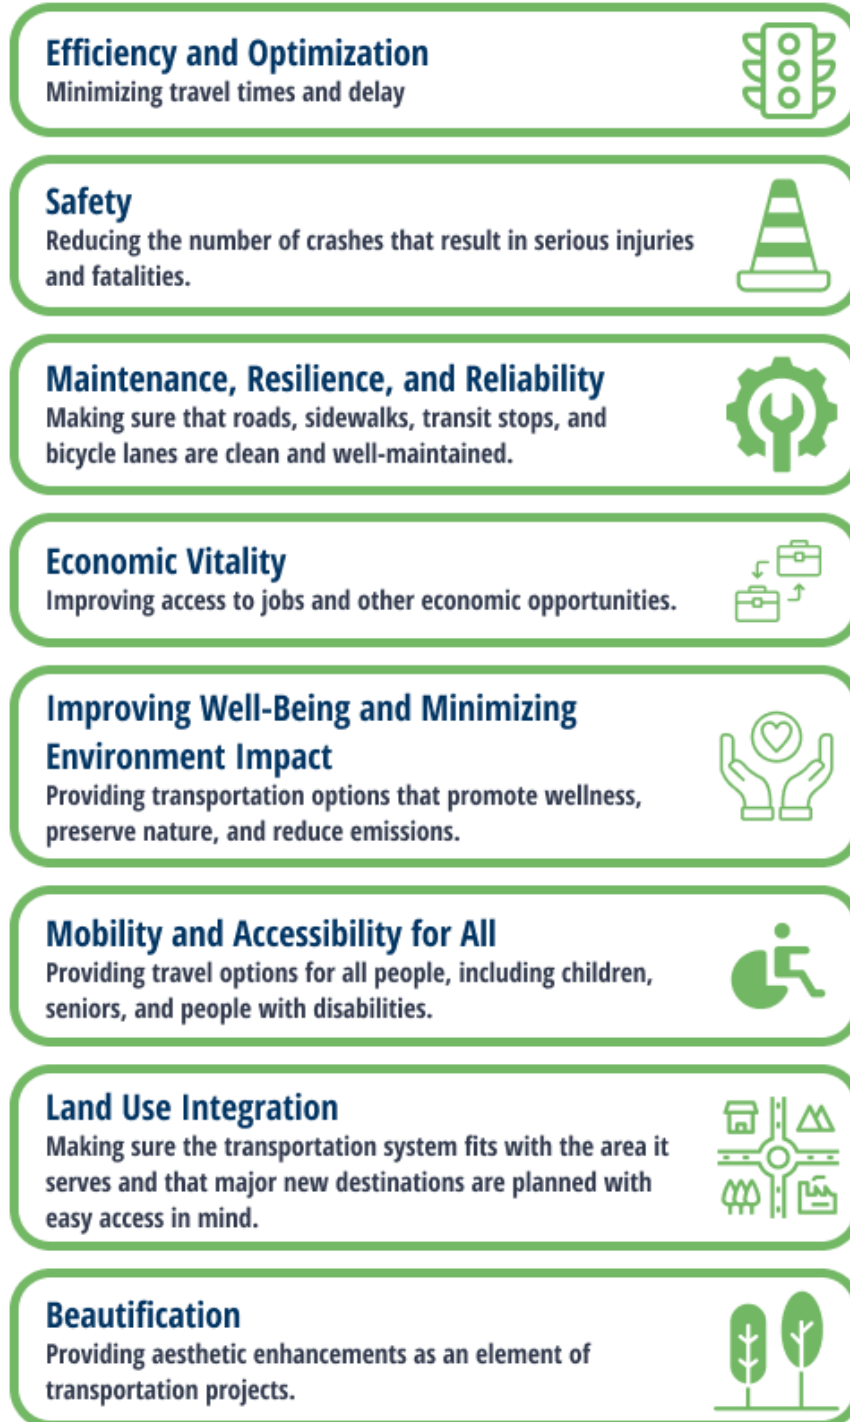 Efficiency and Optimization
Minimizing travel times and delay
Safety
Reducing the number of crashes that result in serious injuries
and fatalities.
Maintenance, Resilience, and Reliability
Making sure that roads, sidewalks, transit stops, and
bicycle lanes are clean and well-maintained.
Economic Vitality
Improving access to jobs and other economic opportunities.
Improving Well-Being and Minimizing
Environment Impact
Providing transportation options that promote wellness,
preserve nature, and reduce emissions.
Mobility and Accessibility for All
Providing travel options for all people, including children,
seniors, and people with disabilities.
Land Use Integration
Making sure the transportation system fits with the area it
serves and that major new destinations are planned with
easy access in mind.
Beautification
Providing aesthetic enhancements as an element of
transportation projects.